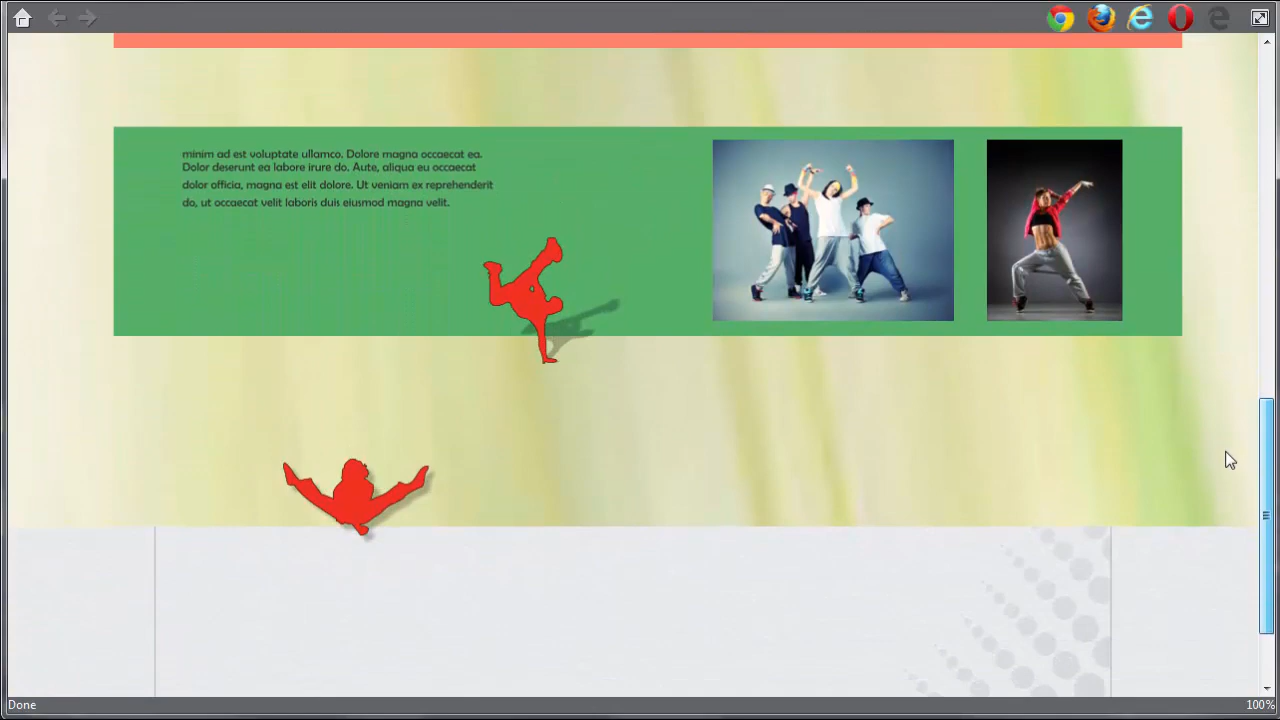 minim ad est voluptate ullamco. Dolore magna occaecat ea.
Dolor deserunt ea labore irure do. Aute, aliqua eu occaecat
dolor officia, magna est elit dolore. Ut veniam ex reprehenderit
do, ut occaecat velit laboris duis eiusmod magna velit.
Done
100%